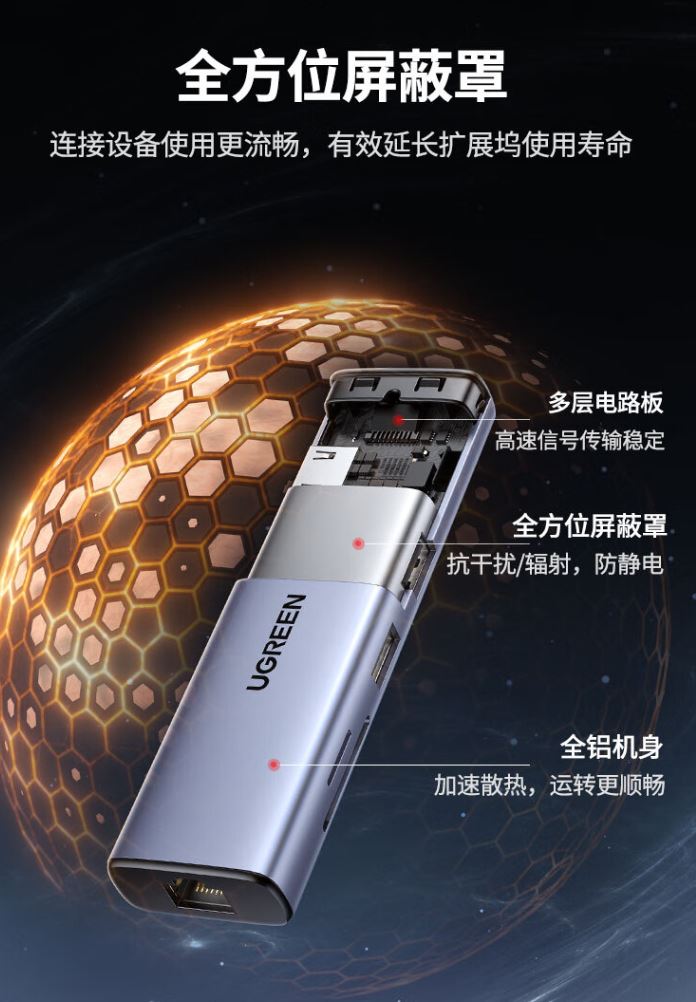 全方位屏蔽罩
连接设备使用更流畅，有效延长扩展坞使用寿命
多层电路板
高速信号传输稳定
全方位屏蔽罩
抗干扰/辐射，防静电
UGREEN
全铝机身
加速散热，运转更顺畅